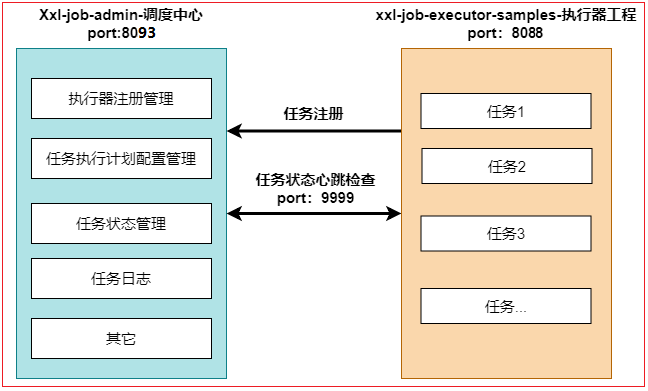 Xxl-job-admin-调度中心
port:8093
xxl-job-executor-samples-执行器工程
port：8088
执行器注册管理
任务执行计划配置管理
任务状态管理
任务日志
其它
任务注册
任务状态心跳检查
port：9999
任务1
任务2
任务3
任务...